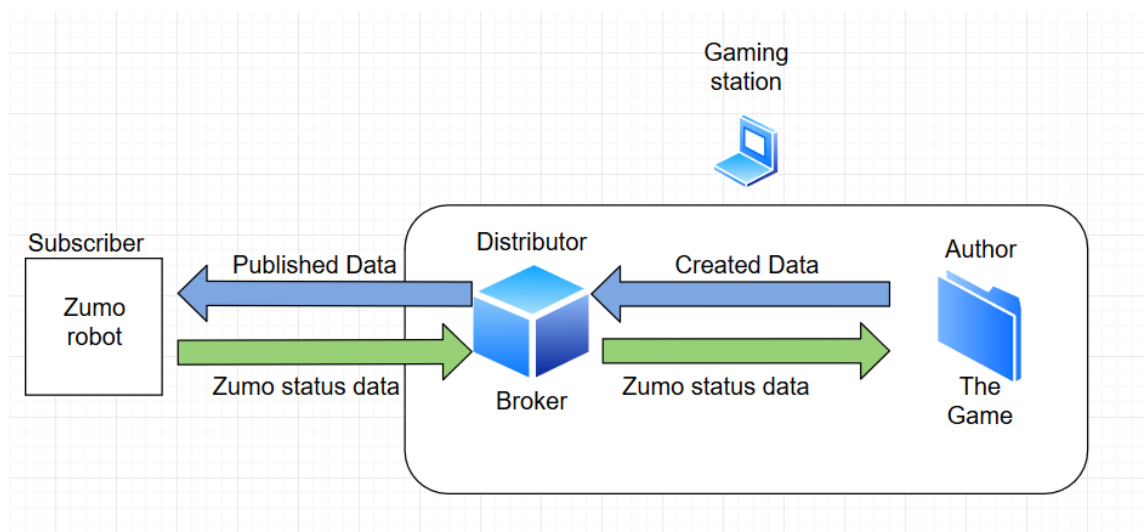 Gaming
station
Subscriber
Zumo
robot
Published Data
Zumo status data
Distributor
Broker
Created Data
Zumo status data
Author
The
Game